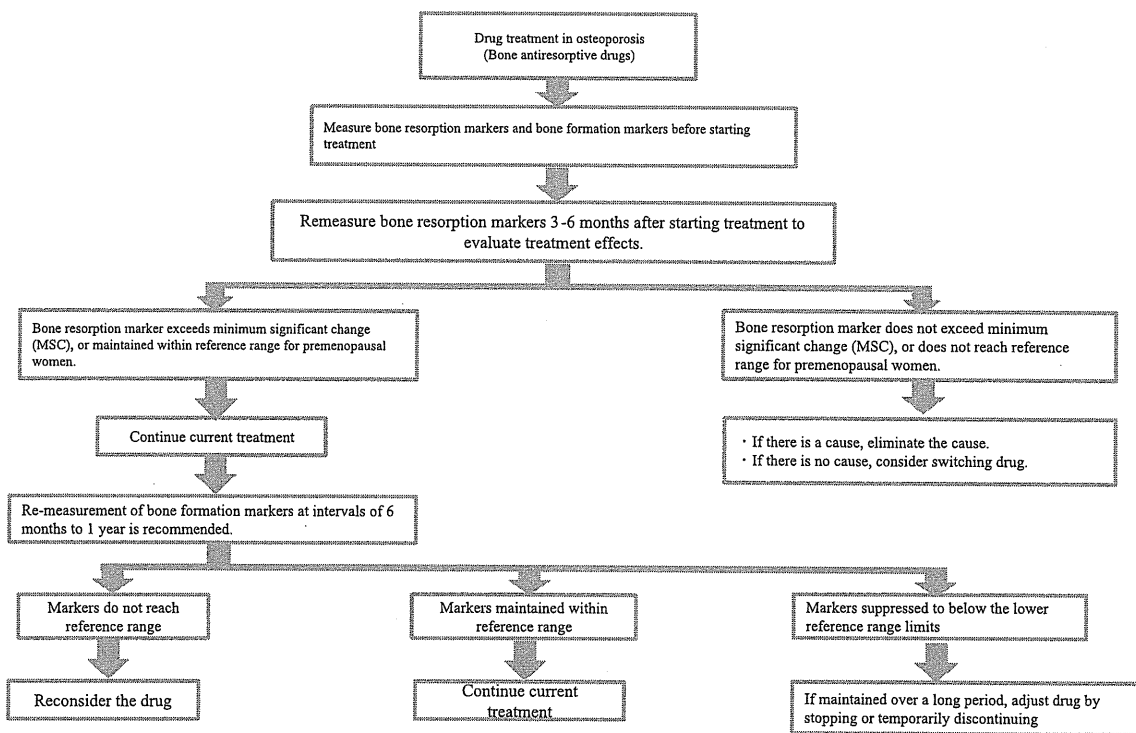 Drug treatment in osteoporosis
(Bone antiresorptive drugs)
Measure bone resorption markers and bone formation markers before starting
treatment
Remeasure bone resorption markers 3-6 months after starting treatment to
evaluate treatment effects.
Bone resorption marker exceeds minimum significant change
(MSC), or maintained within reference range for premenopausal
women.
Bone resorption marker does not exceed minimum
significant change (MSC), or does not reach reference
range for premenopausal women.
Continue current treatment
・If there is a cause, eliminate the cause.
・If there is no cause, consider switching drug.
Re-measurement of bone formation markers at intervals of 6
months to 1 year is recommended.
Markers do not reach
reference range
Markers maintained within
reference range
Markers suppressed to below the lower
reference range limits
Reconsider the drug
Continue current
treatment
If maintained over a long period, adjust drug by
stopping or temporarily discontinuing